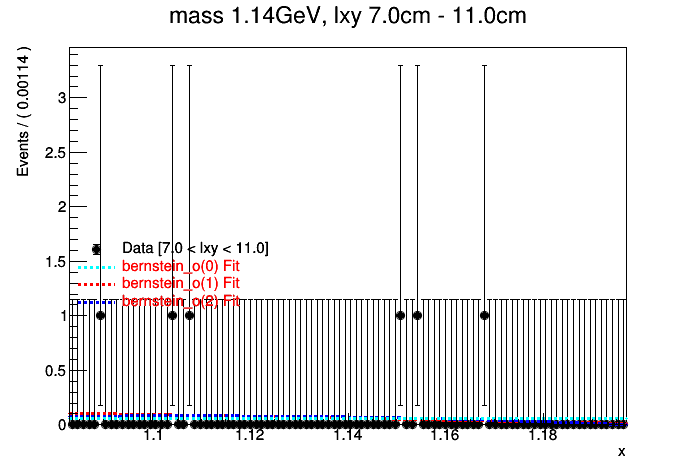 mass 1.14GeV, lxy 7.0cm - 11.0cm
Events / ( 0.00114 )
3
2.5
2
1.5
1
0.5
0
Data [7.0 < lxy < 11.0]
bernstein_o(0) Fit
bernstein_o(1) Fit
bernstein_o(2) Fit
1.1 1.12 1.14 1.16 1.18
x